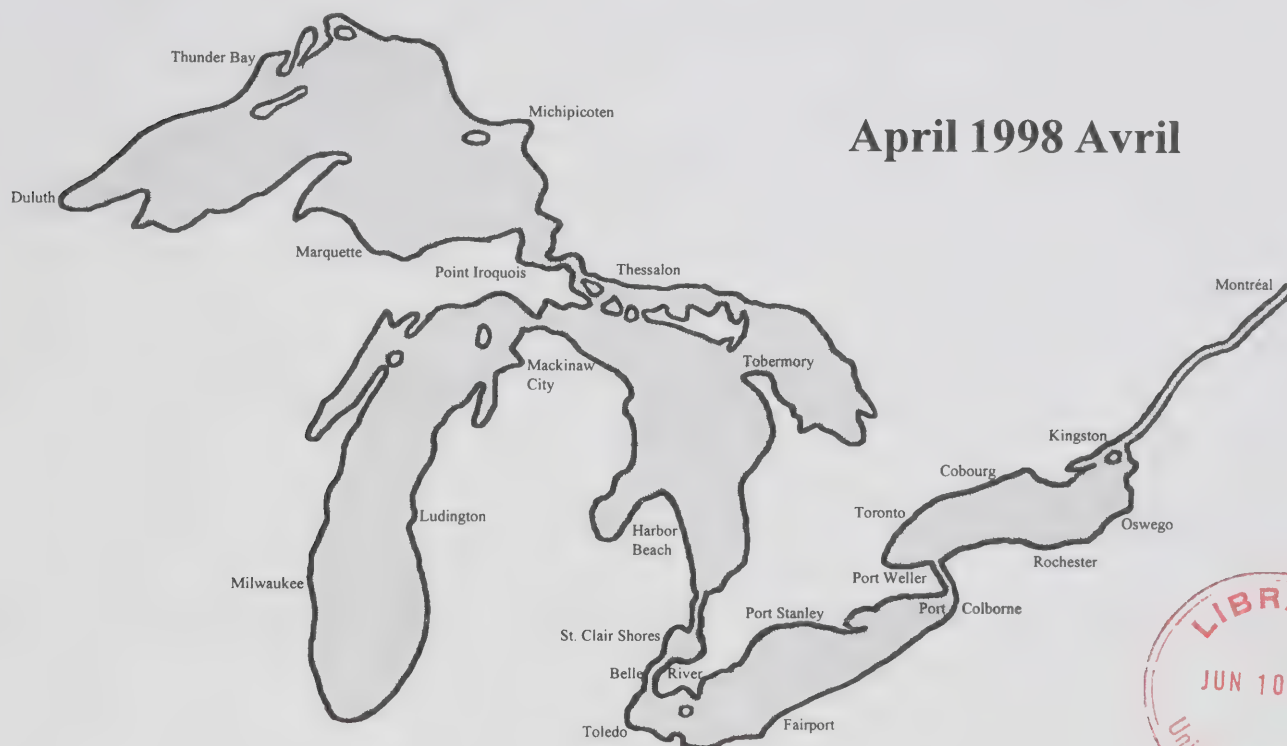 Thunder Bay
Michipicoten
April 1998 Avril
Duluth
Marquette
Point Iroquois
Thessalon
Montréal
Mackinaw
City
Tobermory
Kingston
Cobourg
Ludington
Toronto
Oswego
Harbor
Beach
Rochester
Milwaukee
Port Weller
Port Stanley
Port Colborne
St. Clair Shores
Belle River
Toledo
Fairport
JUN 10